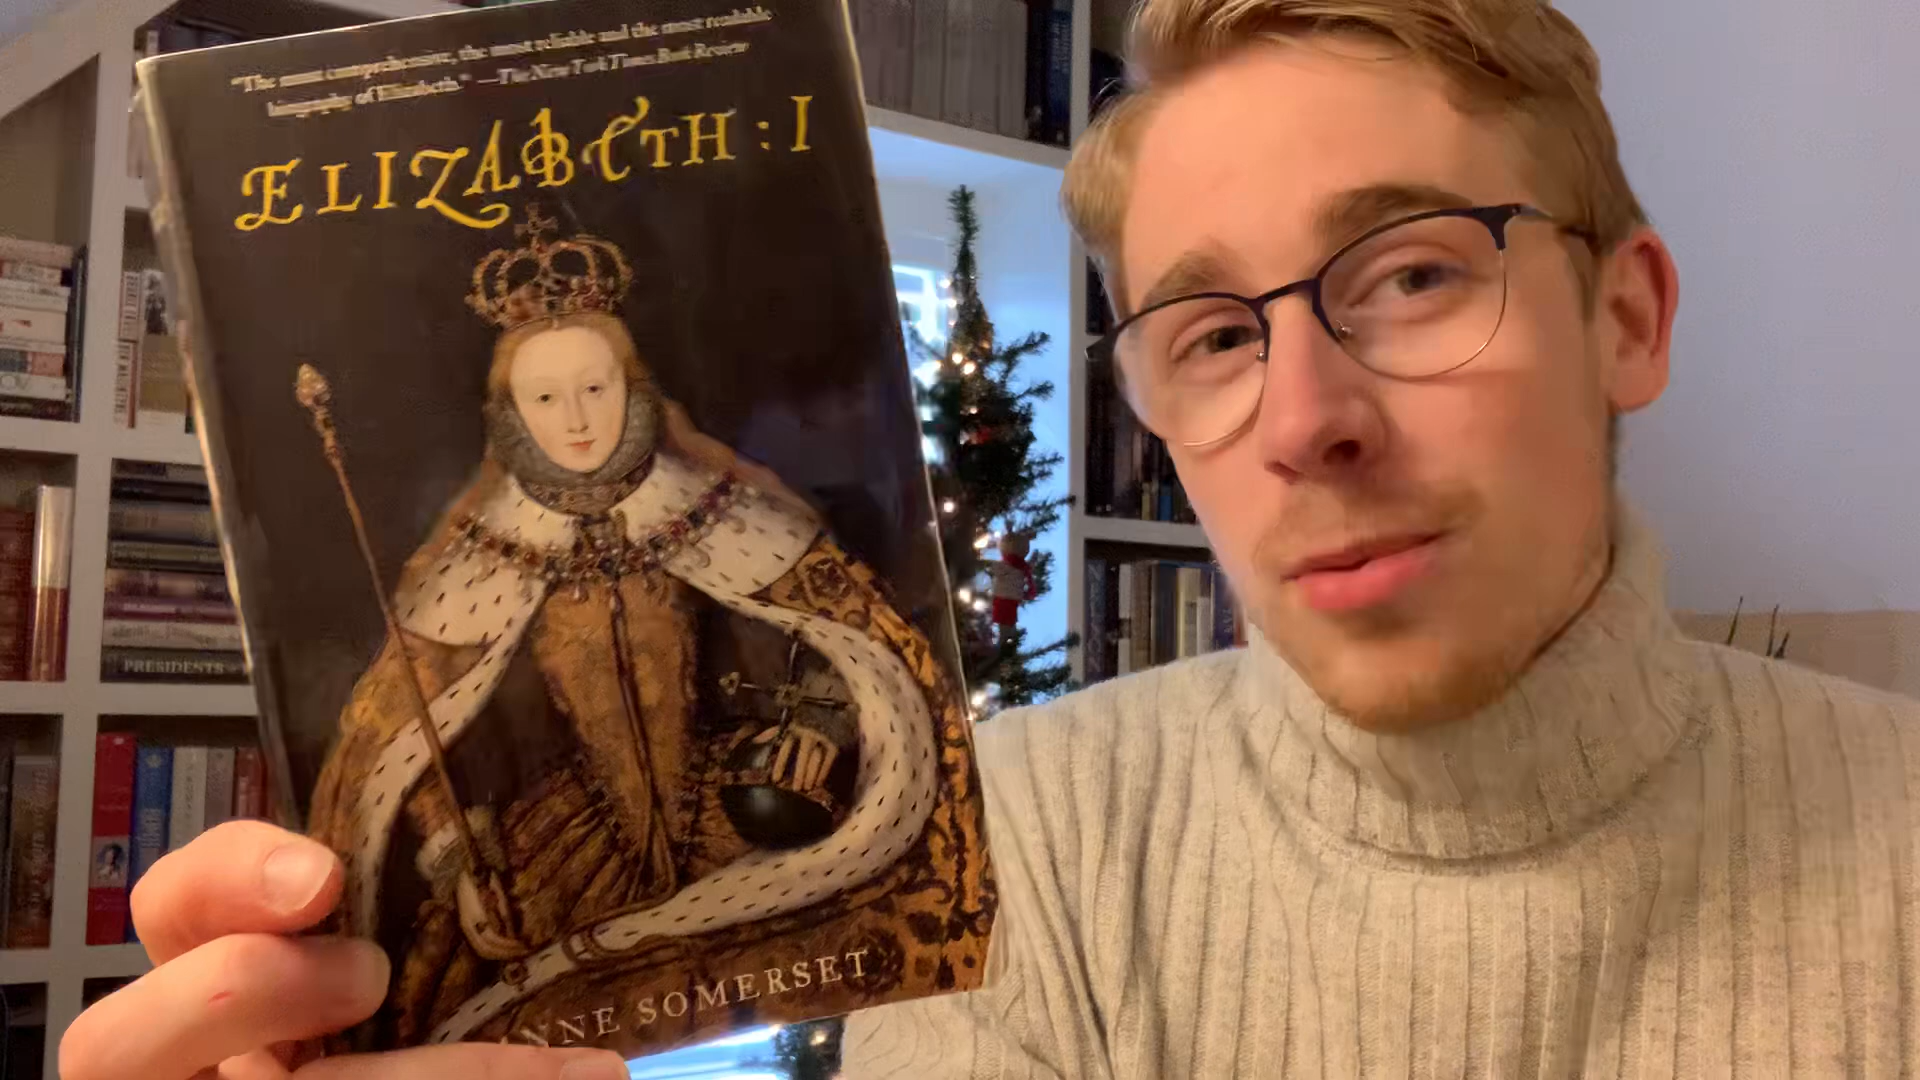 "The most comprehensive, the most reliable and the most readable
biography of Elizabeth." —The New York Times Book Review
ELIZABETH : I
ANNE SOMERSET
PRESIDENTS